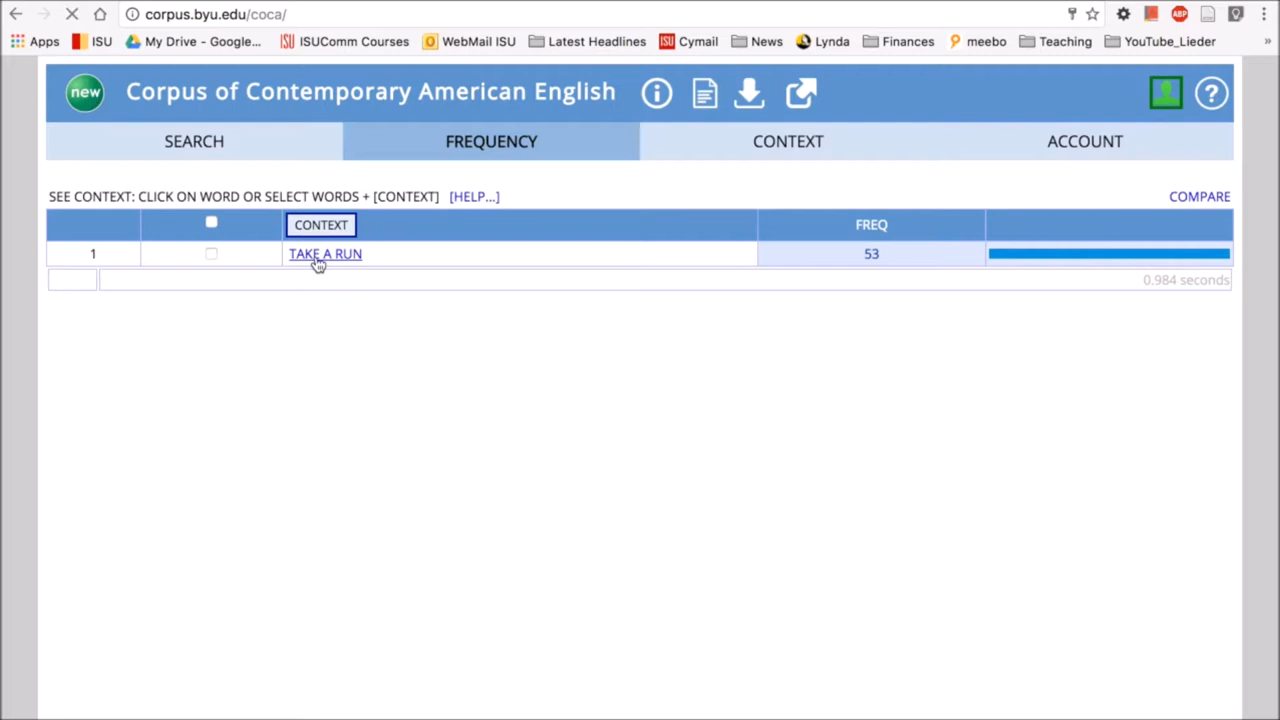 corpus.byu.edu/coca/
Apps ISU My Drive - Google... ISUComm Courses WebMail ISU Latest Headlines Cymail News Lynda Finances meebo Teaching YouTube_Lieder »
new Corpus of Contemporary American English
SEARCH FREQUENCY CONTEXT ACCOUNT
SEE CONTEXT: CLICK ON WORD OR SELECT WORDS + [CONTEXT] [HELP...] COMPARE
CONTEXT FREQ
1 TAKE A RUN 53
0.984 seconds